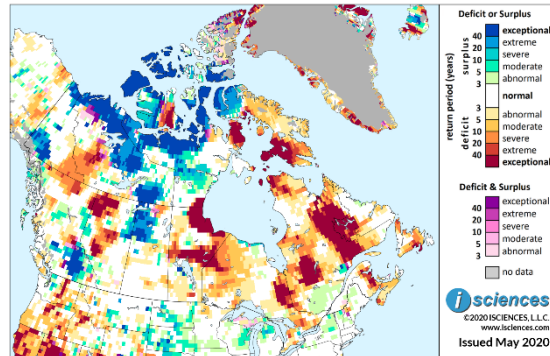 Deficit or Surplus
exceptional
40
extreme
20
severe
10
moderate
5
abnormal
3
normal
3
abnormal
5
moderate
10
severe
20
extreme
40
exceptional
return period (years)
surplus
deficit
Deficit & Surplus
exceptional
40
extreme
20
severe
10
moderate
5
abnormal
3
no data
i sciences
©2020 ISCIENCES, L.L.C.
www.isciences.com
Issued May 2020